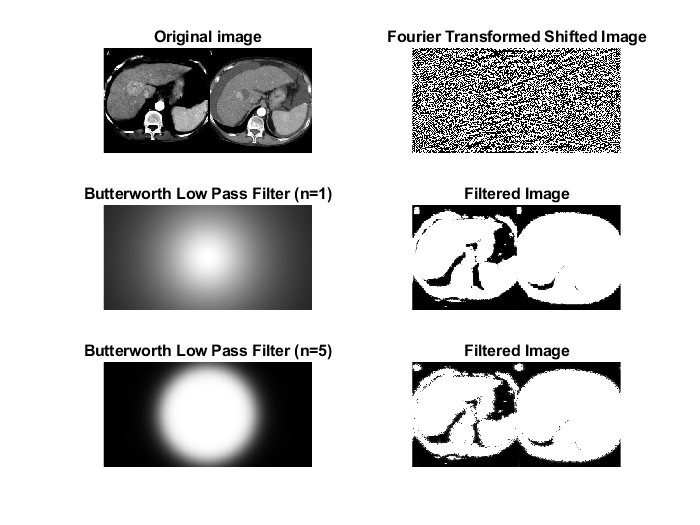 Original image
Fourier Transformed Shifted Image
Butterworth Low Pass Filter (n=1)
Filtered Image
Butterworth Low Pass Filter (n=5)
Filtered Image